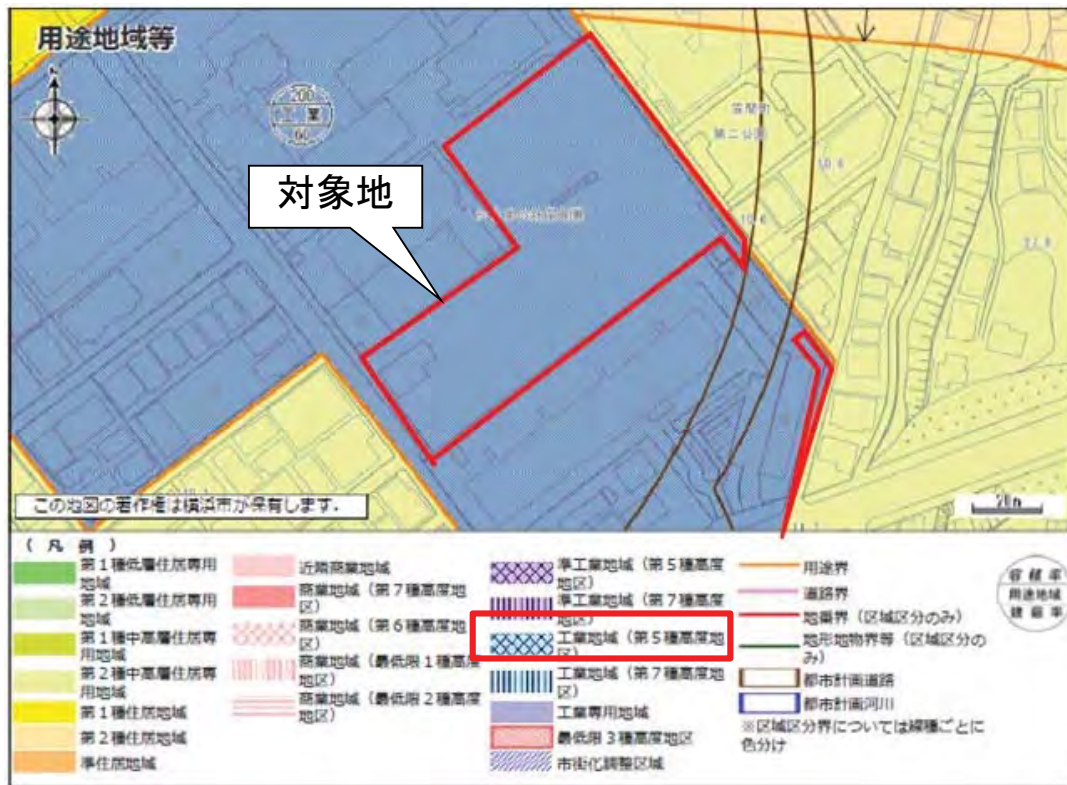 用途地域等
200
工業
60
笠間町
第二公園
対象地
この地図の著作権は横浜市が保有します.
20m
(凡例)
第1種低層住居専用
地域
第2種低層住居専用
地域
第1種中高層住居専
用地域
第2種中高層住居専
用地域
第1種住居地域
第2種住居地域
準住居地域
近隣商業地域
商業地域(第7種高度地
区)
商業地域(第6種高度地
区)
商業地域(最低限1種高度
地区)
商業地域(最低限2種高度
地区)
準工業地域(第5種高度
地区)
準工業地域(第7種高度
地区)
工業地域(第5種高度地
区)
工業地域(第7種高度地
区)
工業専用地域
最低限3種高度地区
市街化調整区域
用途界
道路界
地番界(区域区分のみ)
地形地物界等(区域区分の
み)
都市計画道路
都市計画河川
※区域区分界については線種ごとに
色分け
容積率
用途地域
建蔽率